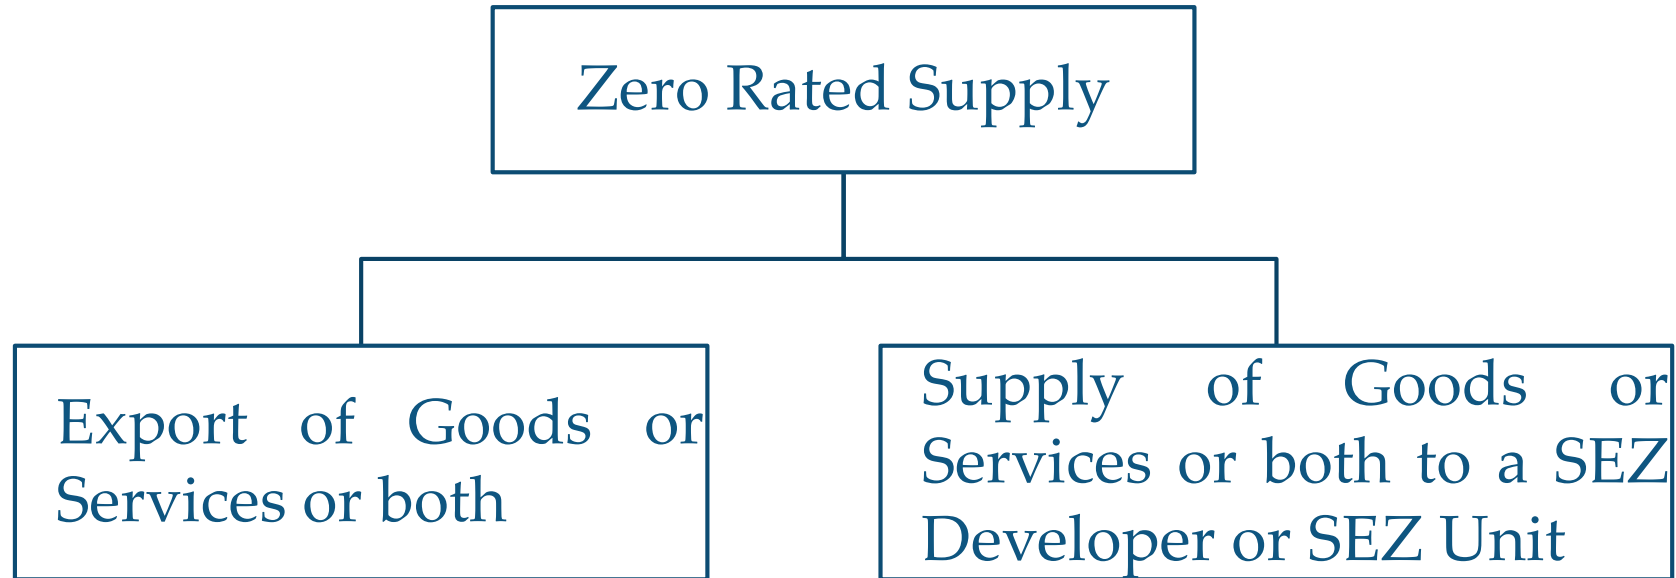 Zero Rated Supply
Export of Goods or
Services or both
Supply of Goods or
Services or both to a SEZ
Developer or SEZ Unit